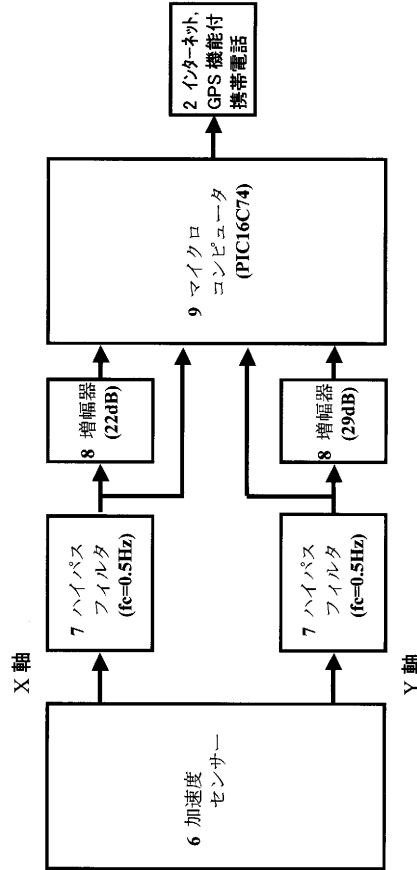 X 軸
6 加速度
センサー
7 ハイパス
フィルタ
(fc=0.5Hz)
8 増幅器
(22dB)
9 マイクロ
コンピュータ
(PIC16C74)
2 インターネット,
GPS 機能付
携帯電話
7 ハイパス
フィルタ
(fc=0.5Hz)
8 増幅器
(29dB)
Y 軸